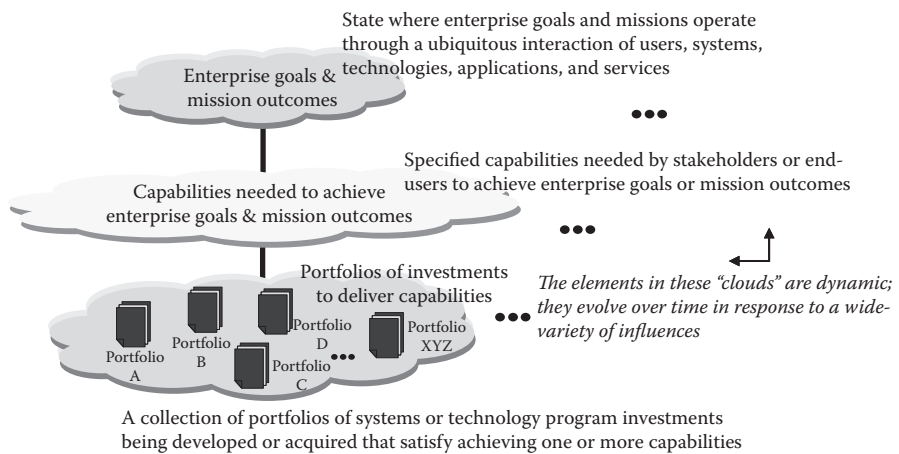 State where enterprise goals and missions operate
through a ubiquitous interaction of users, systems,
technologies, applications, and services
Enterprise goals &
mission outcomes
Specified capabilities needed by stakeholders or end-
users to achieve enterprise goals or mission outcomes
Capabilities needed to achieve
enterprise goals & mission outcomes
Portfolios of investments
to deliver capabilities
The elements in these “clouds” are dynamic;
they evolve over time in response to a wide-
variety of influences
Portfolio
A
Portfolio
B
Portfolio
D
Portfolio
C
Portfolio
XYZ
A collection of portfolios of systems or technology program investments
being developed or acquired that satisfy achieving one or more capabilities